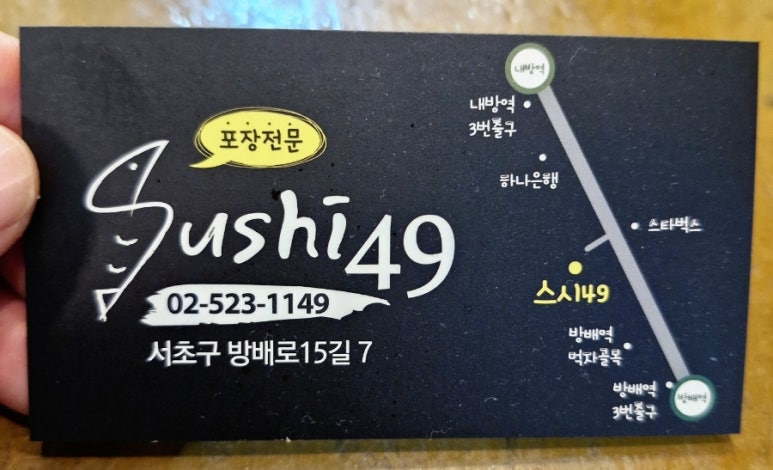 포장전문
Sushi49
02-523-1149
서초구 방배로15길 7
내방역
내방역
3번출구
하나은행
스타벅스
스시49
방배역
먹자골목
방배역
3번출구
방배역